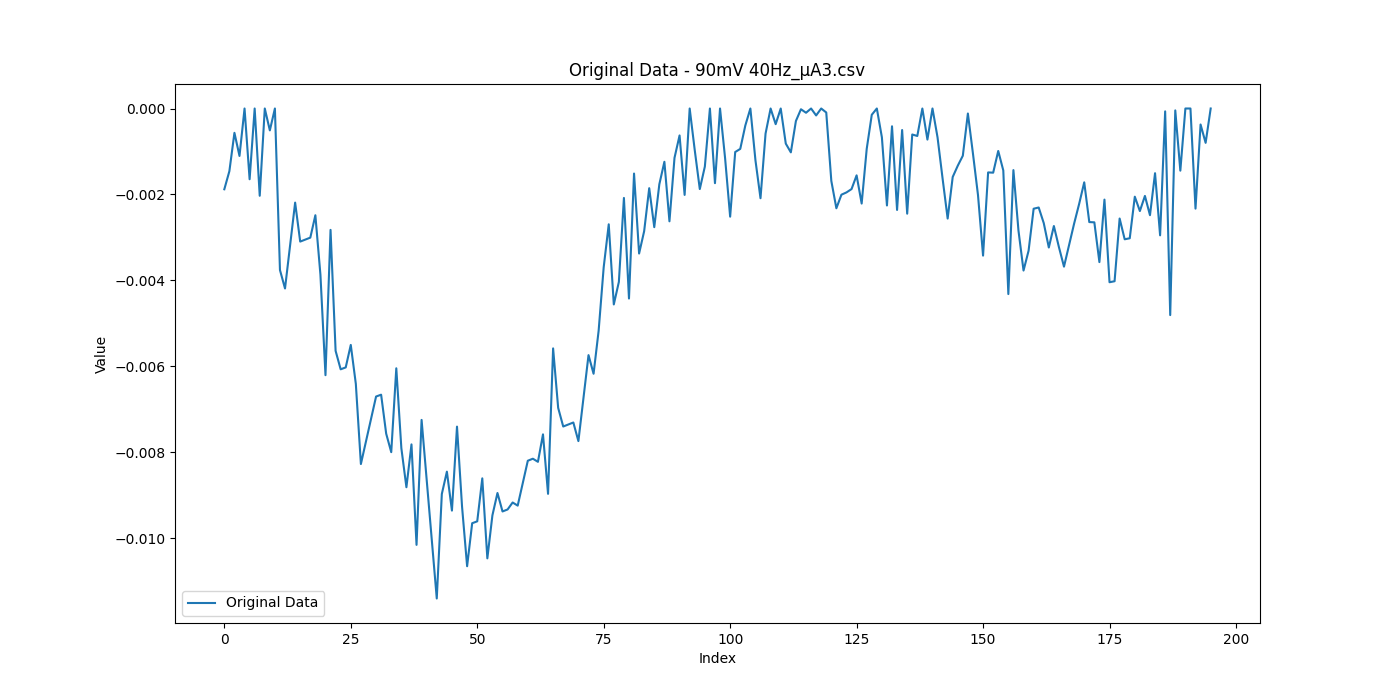 Original Data - 90mV 40Hz_μA3.csv
0.000
−0.002
−0.004
−0.006
−0.008
−0.010
Value
Original Data
0 25 50 75 100 125 150 175 200
Index